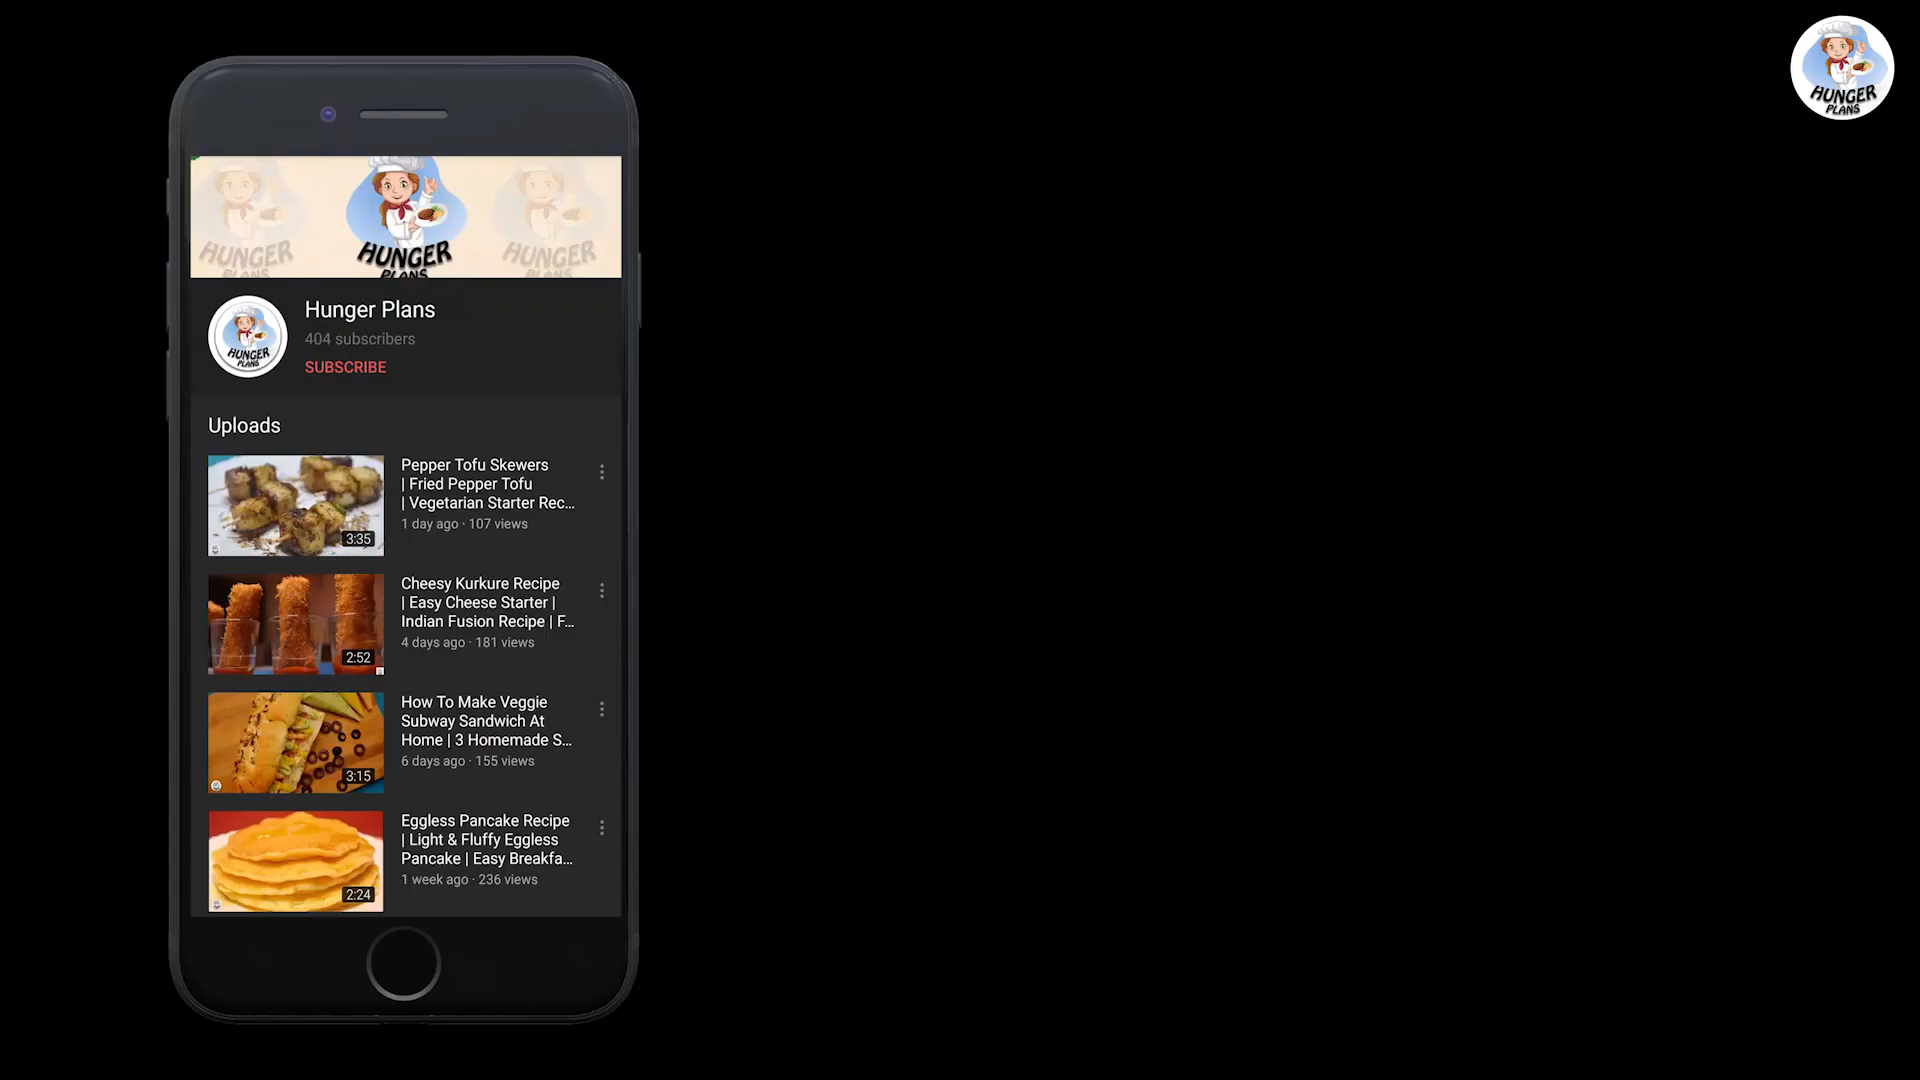 HUNGER
PLANS
HUNGER
PLANS
HUNGER
PLANS
HUNGER
PLANS
Hunger Plans
404 subscribers
SUBSCRIBE
HUNGER
PLANS
Uploads
Pepper Tofu Skewers
| Fried Pepper Tofu
| Vegetarian Starter Rec...
1 day ago · 107 views
3:35
Cheesy Kurkure Recipe
| Easy Cheese Starter |
Indian Fusion Recipe | F...
4 days ago · 181 views
2:52
How To Make Veggie
Subway Sandwich At
Home | 3 Homemade S...
6 days ago · 155 views
3:15
Eggless Pancake Recipe
| Light & Fluffy Eggless
Pancake | Easy Breakfa...
1 week ago · 236 views
2:24